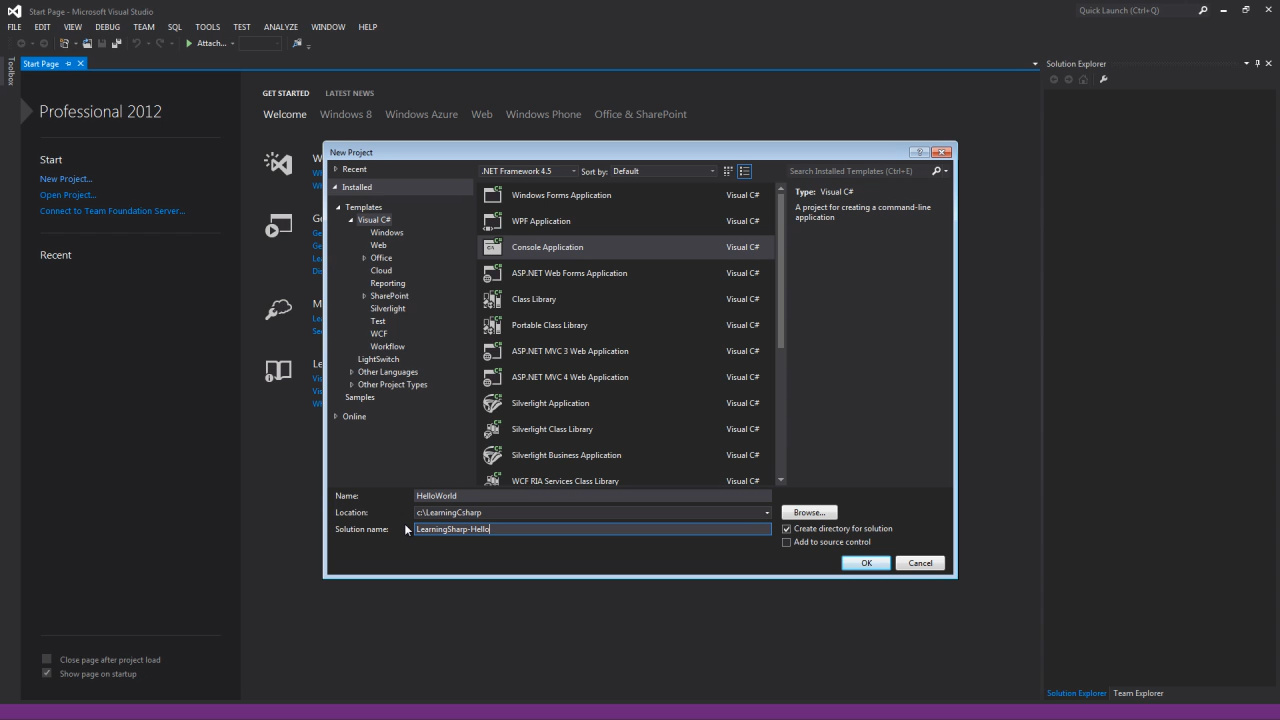 Start Page - Microsoft Visual Studio
Quick Launch (Ctrl+Q)
FILE EDIT VIEW DEBUG TEAM SQL TOOLS TEST ANALYZE WINDOW HELP
Attach...
Toolbox
Start Page
Solution Explorer
Professional 2012
Start
New Project...
Open Project...
Connect to Team Foundation Server...
Recent
GET STARTED LATEST NEWS
Welcome Windows 8 Windows Azure Web Windows Phone Office & SharePoint
New Project
Recent
Installed
Templates
Visual C#
Windows
Web
Office
Cloud
Reporting
SharePoint
Silverlight
Test
WCF
Workflow
LightSwitch
Other Languages
Other Project Types
Samples
Online
.NET Framework 4.5 Sort by: Default
Search Installed Templates (Ctrl+E)
Windows Forms Application Visual C#
WPF Application Visual C#
Console Application Visual C#
ASP.NET Web Forms Application Visual C#
Class Library Visual C#
Portable Class Library Visual C#
ASP.NET MVC 3 Web Application Visual C#
ASP.NET MVC 4 Web Application Visual C#
Silverlight Application Visual C#
Silverlight Class Library Visual C#
Silverlight Business Application Visual C#
WCF RIA Services Class Library Visual C#
Type: Visual C#
A project for creating a command-line
application
Name: HelloWorld
Location: c:\LearningCsharp
Browse...
Solution name: LearningSharp-Hello
Create directory for solution
Add to source control
OK Cancel
Close page after project load
Show page on startup
Solution Explorer Team Explorer